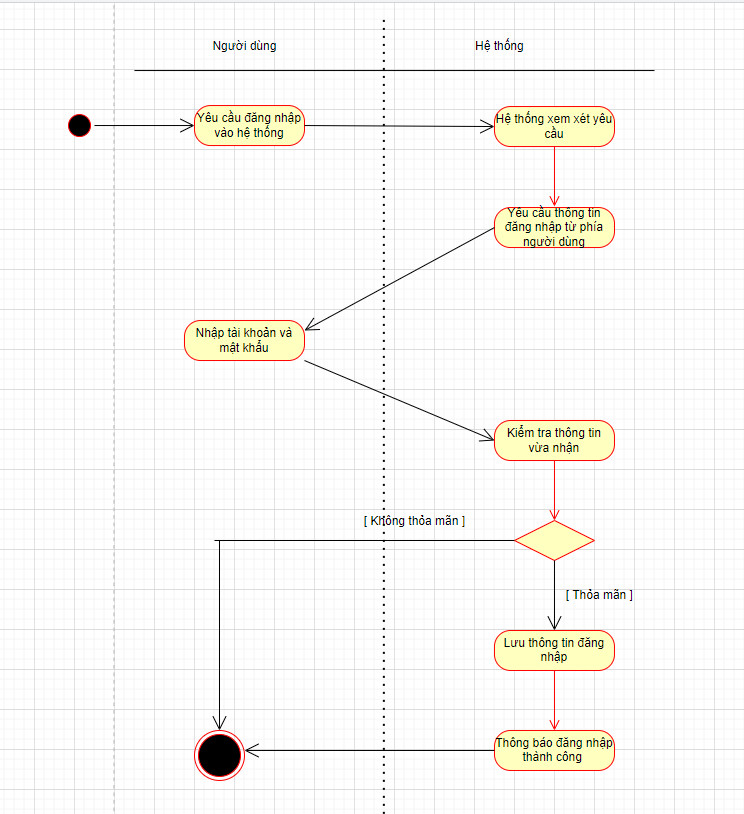 Người dùng
Hệ thống
Yêu cầu đăng nhập
vào hệ thống
Hệ thống xem xét yêu
cầu
Yêu cầu thông tin
đăng nhập từ phía
người dùng
Nhập tài khoản và
mật khẩu
Kiểm tra thông tin
vừa nhận
[ Không thỏa mãn ]
[ Thỏa mãn ]
Lưu thông tin đăng
nhập
Thông báo đăng nhập
thành công